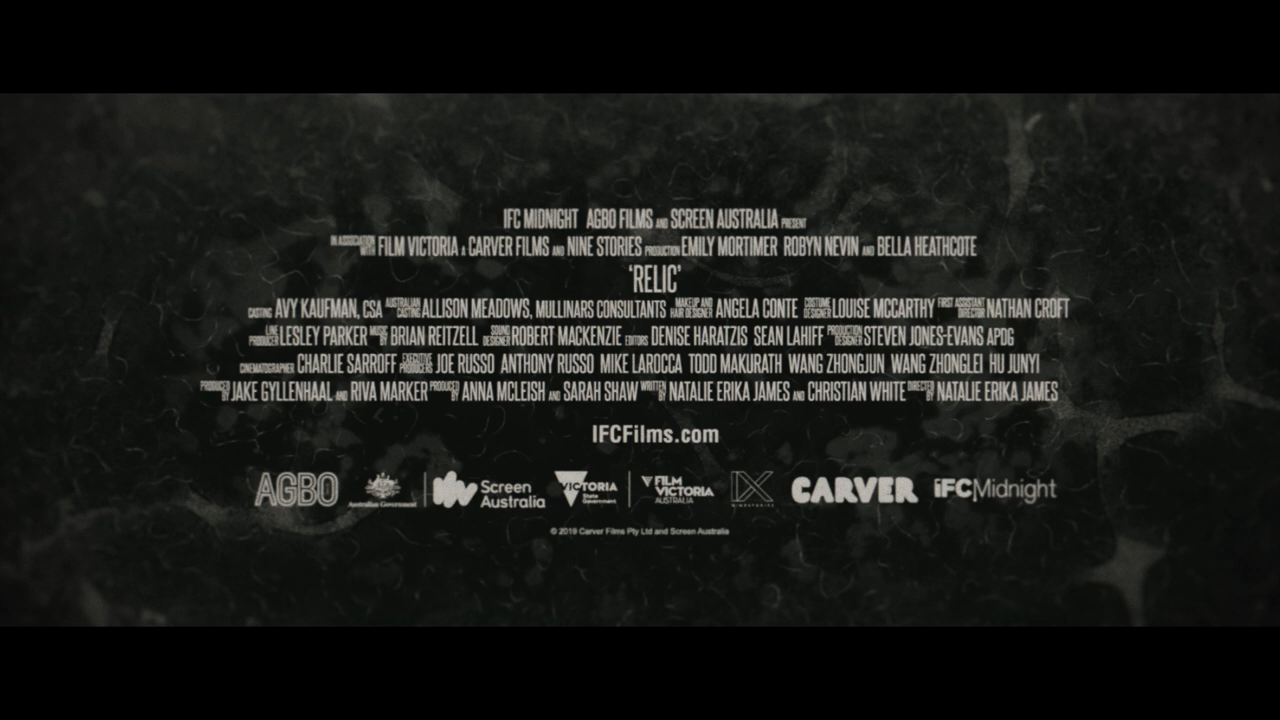 IFC MIDNIGHT AGBO FILMS AND SCREEN AUSTRALIA PRESENT
IN ASSOCIATION WITH FILM VICTORIA & CARVER FILMS AND NINE STORIES PRODUCTION EMILY MORTIMER ROBYN NEVIN AND BELLA HEATHCOTE
'RELIC'
CASTING AVY KAUFMAN, CSA AUSTRALIAN CASTING ALLISON MEADOWS, MULLINARS CONSULTANTS MAKEUP AND HAIR DESIGNER ANGELA CONTE COSTUME DESIGNER LOUISE MCCARTHY FIRST ASSISTANT DIRECTOR NATHAN CROFT
LINE PRODUCER LESLEY PARKER MUSIC BY BRIAN REITZELL SOUND DESIGNER ROBERT MACKENZIE EDITORS DENISE HARATZIS SEAN LAHIFF PRODUCTION DESIGNER STEVEN JONES-EVANS APDG
CINEMATOGRAPHER CHARLIE SARROFF EXECUTIVE PRODUCERS JOE RUSSO ANTHONY RUSSO MIKE LAROCCA TODD MAKURATH WANG ZHONGJUN WANG ZHONGLEI HU JUNYI
PRODUCED BY JAKE GYLLENHAAL AND RIVA MARKER PRODUCED BY ANNA MCLEISH AND SARAH SHAW WRITTEN BY NATALIE ERIKA JAMES AND CHRISTIAN WHITE DIRECTED BY NATALIE ERIKA JAMES
IFCFilms.com
AGBO Australian Government Screen Australia VICTORIA State Government FILM VICTORIA AUSTRALIA NINE STORIES CARVER IFC Midnight
© 2019 Carver Films Pty Ltd and Screen Australia